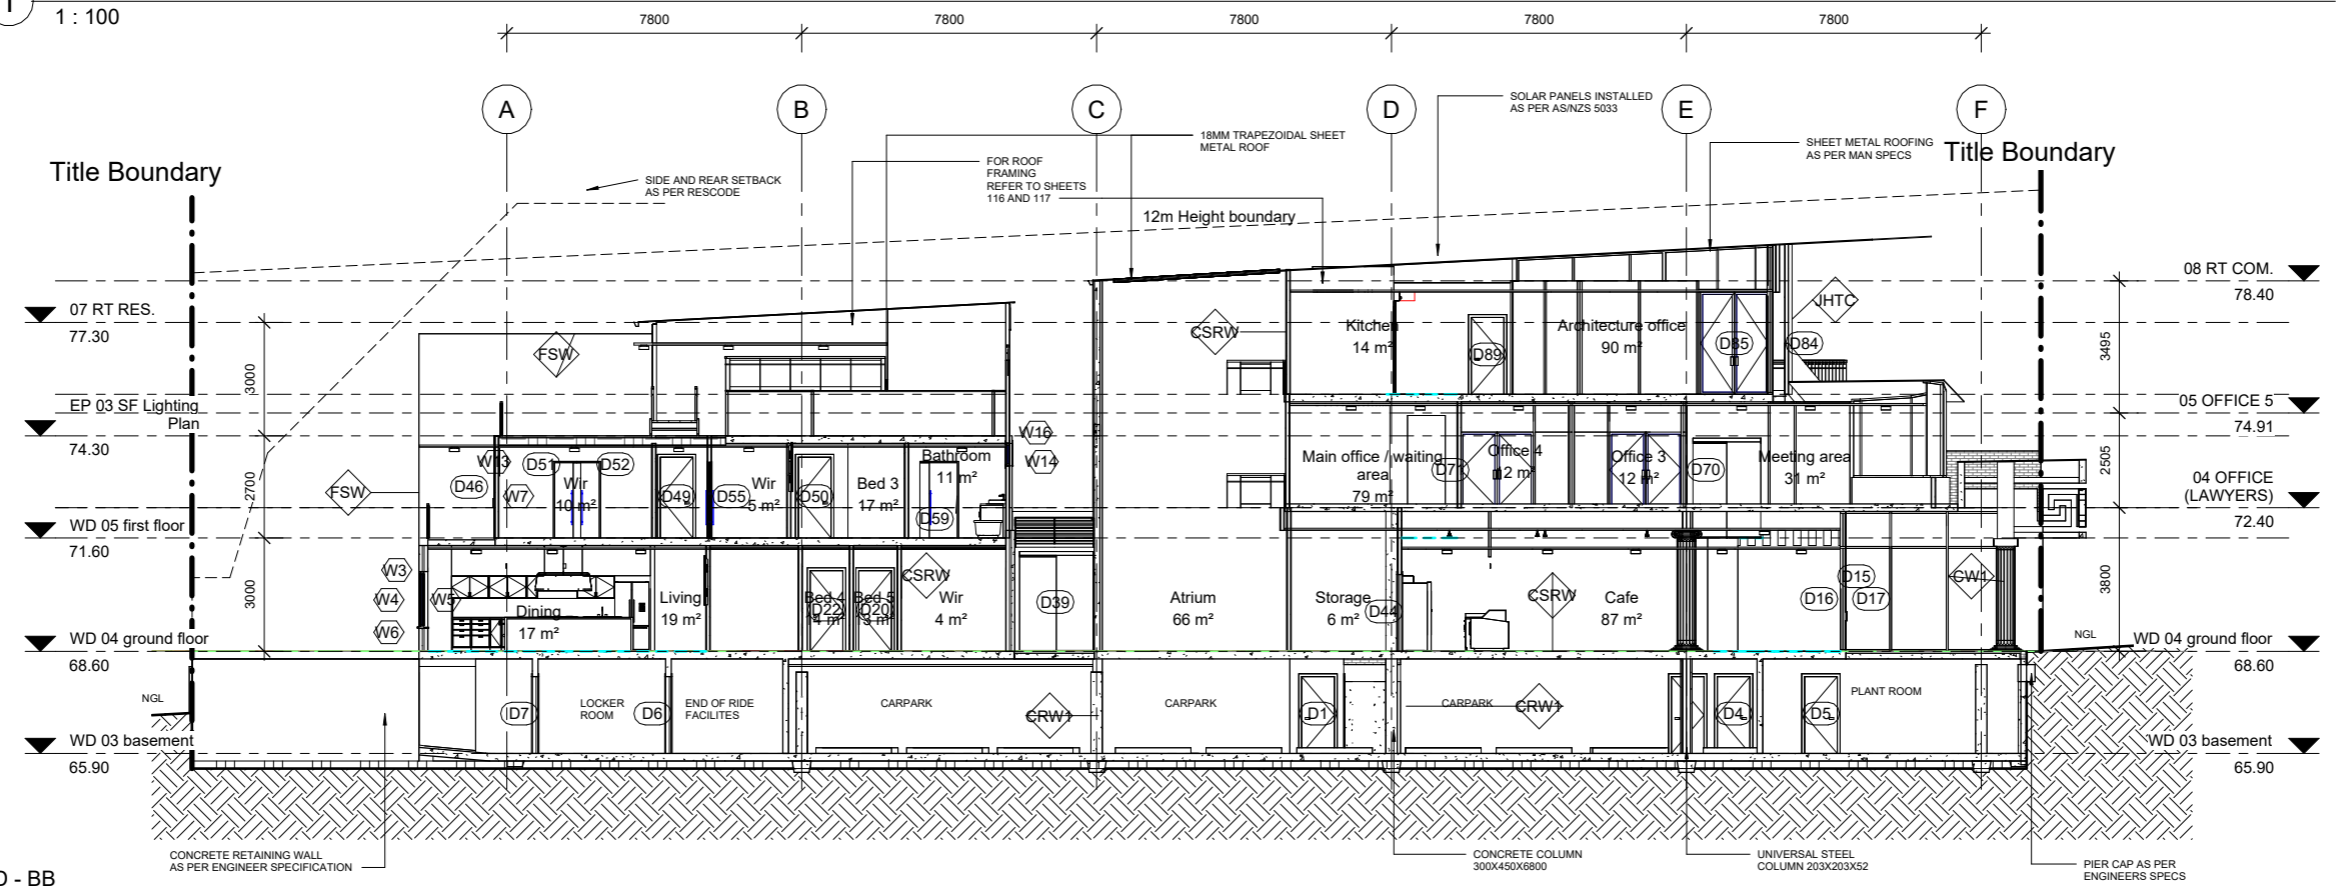 1
1 : 100
7800
7800
7800
7800
7800
A
B
C
D
E
F
Title Boundary
Title Boundary
SIDE AND REAR SETBACK
AS PER RESCODE
FOR ROOF
FRAMING
REFER TO SHEETS
116 AND 117
18MM TRAPEZOIDAL SHEET
METAL ROOF
SOLAR PANELS INSTALLED
AS PER AS/NZS 5033
SHEET METAL ROOFING
AS PER MAN SPECS
12m Height boundary
07 RT RES.
77.30
EP 03 SF Lighting
Plan
74.30
WD 05 first floor
71.60
WD 04 ground floor
68.60
WD 03 basement
65.90
3000
2700
3000
08 RT COM.
78.40
05 OFFICE 5
74.91
04 OFFICE
(LAWYERS)
72.40
WD 04 ground floor
68.60
WD 03 basement
65.90
3495
2505
3800
FSW
CSRW
JHTC
Kitchen
14 m²
D89
Architecture office
90 m²
D85
D84
FSW
D46
W13
W7
D51
D52
Wir
10 m²
D49
D55
Wir
5 m²
D50
Bed 3
17 m²
Bathroom
11 m²
D59
W16
W14
Main office / waiting
area
79 m²
D71
Office 4
12 m²
Office 3
12 m²
D70
Meeting area
31 m²
W3
W4
W5
W6
Dining
17 m²
Living
19 m²
Bed 4
D22
14 m²
Bed 5
D20
CSRW
Wir
4 m²
D39
Atrium
66 m²
Storage
6 m²
D44
CSRW
Cafe
87 m²
D15
D16
D17
CW1
NGL
NGL
D7
LOCKER
ROOM
D6
END OF RIDE
FACILITES
CARPARK
CRW1
CARPARK
D1
CARPARK
CRW1
D4
D5
PLANT ROOM
CONCRETE RETAINING WALL
AS PER ENGINEER SPECIFICATION
CONCRETE COLUMN
300X450X6800
UNIVERSAL STEEL
COLUMN 203X203X52
PIER CAP AS PER
ENGINEERS SPECS
- BB